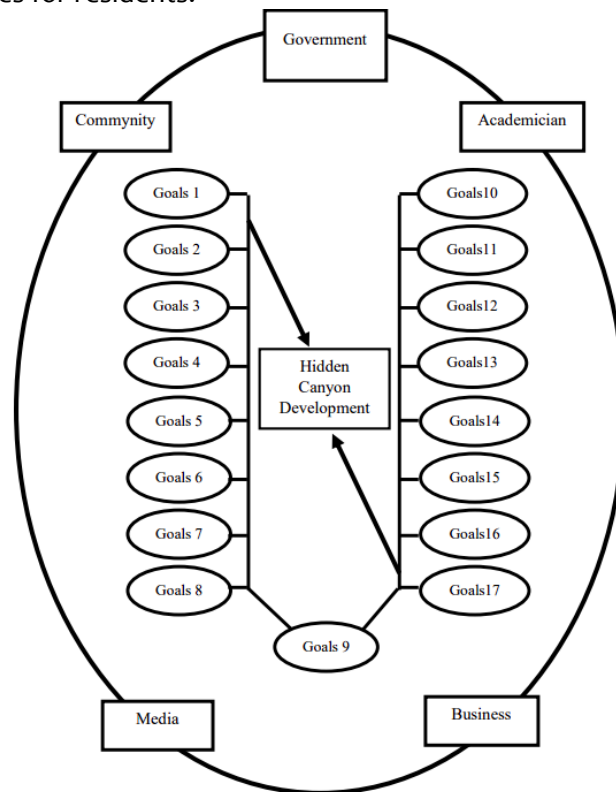 es for residents.
Government
Commynity
Academician
Goals 1
Goals 2
Goals 3
Goals 4
Goals 5
Goals 6
Goals 7
Goals 8
Goals 9
Goals10
Goals11
Goals12
Goals13
Goals14
Goals15
Goals16
Goals17
Hidden
Canyon
Development
Media
Business